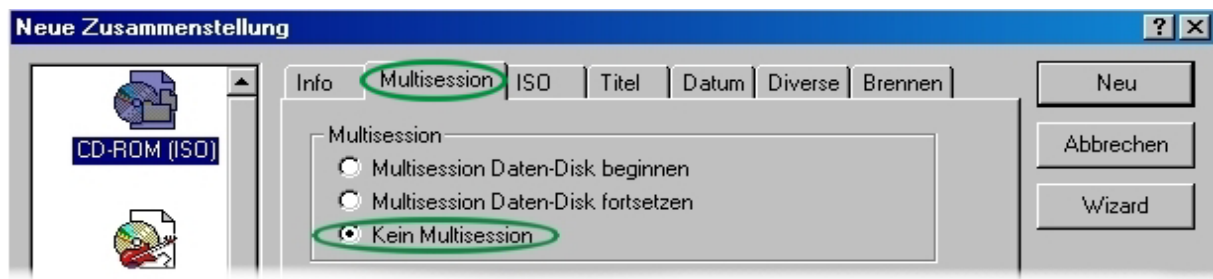 Neue Zusammenstellung
? ×
Info Multisession ISO Titel Datum Diverse Brennen
Neu
CD-ROM (ISO)
Multisession
Abbrechen
Multisession Daten-Disk beginnen
Multisession Daten-Disk fortsetzen
Wizard
Kein Multisession